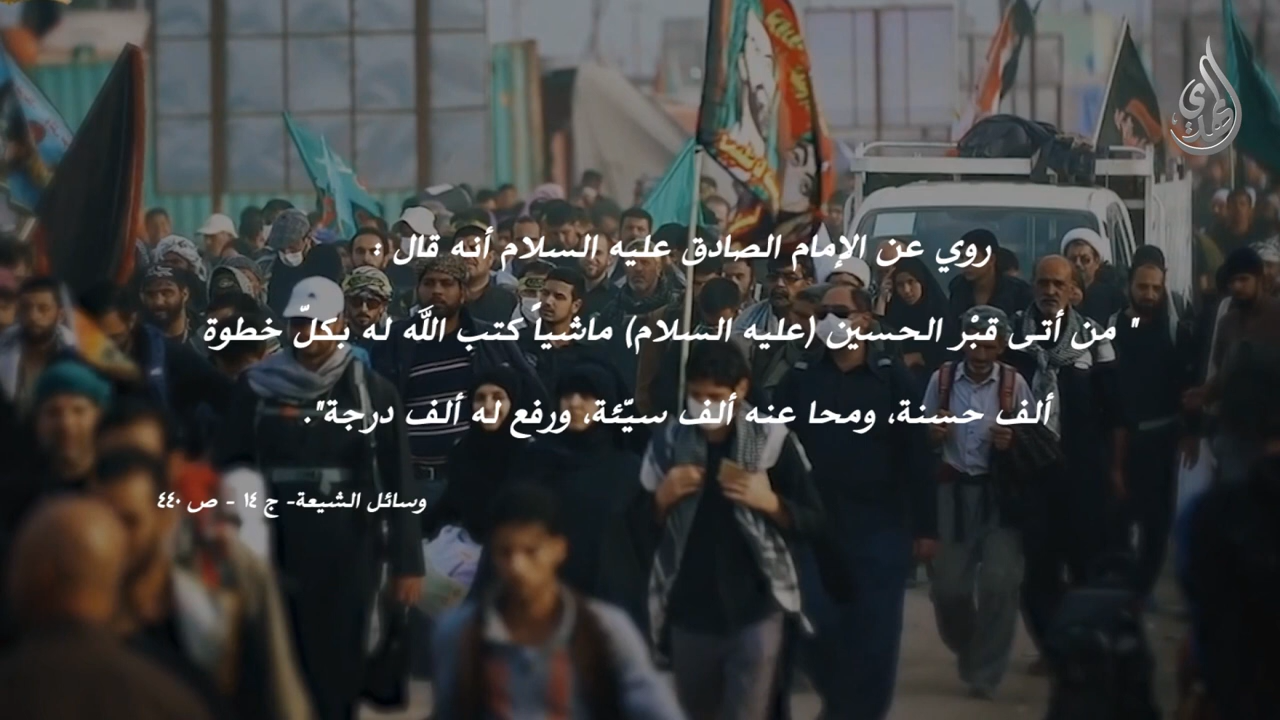 روي عن الإمام الصادق عليه السلام أنه قال :
" من أتى قبْر الحسين (عليه السلام) ماشياً كتب الله له بكلّ خطوة
ألف حسنة، ومحا عنه ألف سيّئة، ورفع له ألف درجة".
وسائل الشيعة- ج ١٤ - ص ٤٤٠